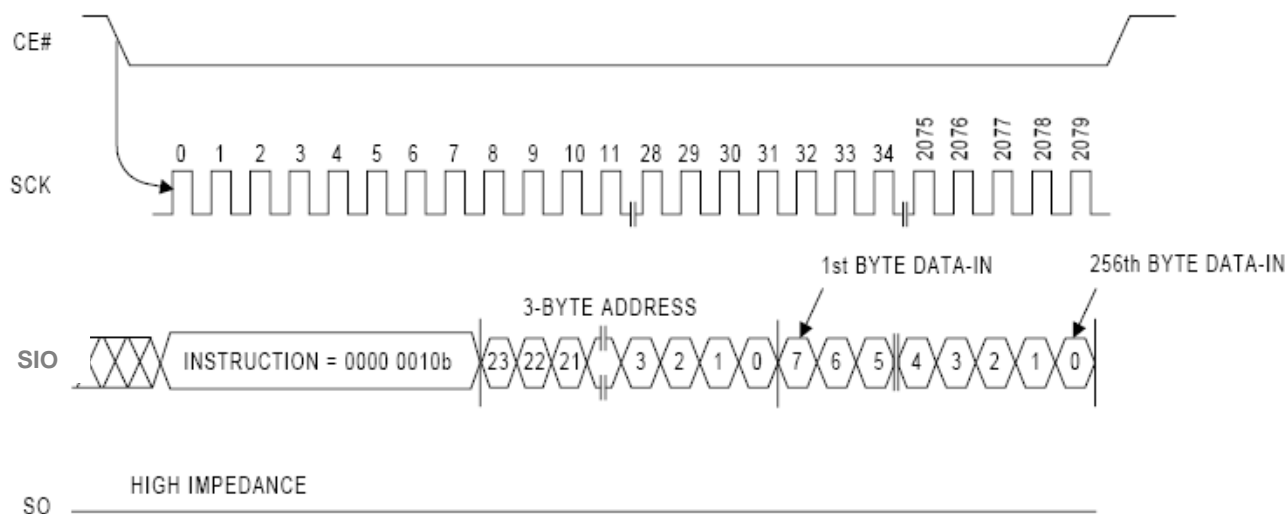 CE#
SCK
0 1 2 3 4 5 6 7 8 9 10 11 28 29 30 31 32 33 34 2075 2076 2077 2078 2079
1st BYTE DATA-IN
256th BYTE DATA-IN
3-BYTE ADDRESS
SIO
INSTRUCTION = 0000 0010b
23 22 21 3 2 1 0 7 6 5 4 3 2 1 0
HIGH IMPEDANCE
SO